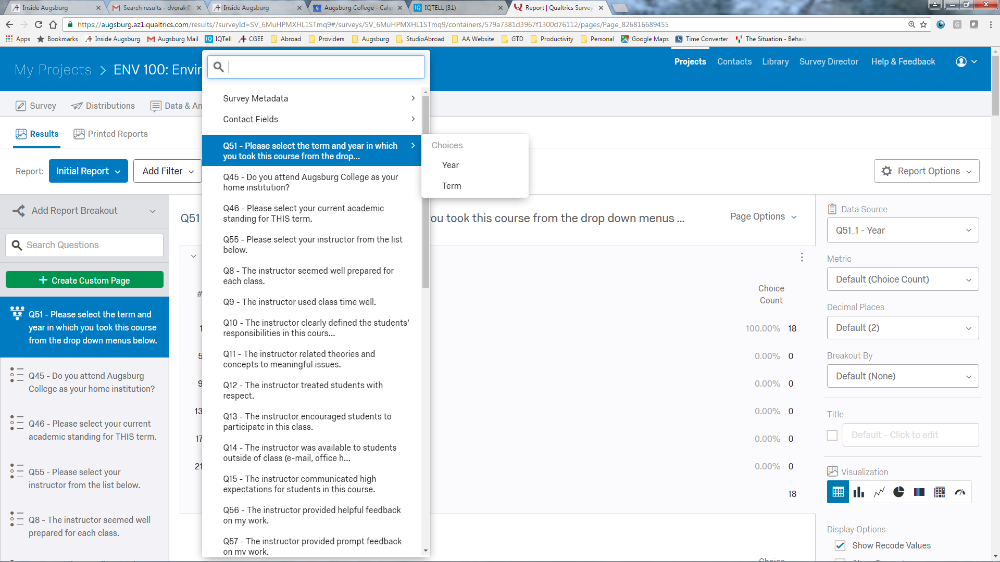 Inside Augsburg
Search results - dvorak@
Inside Augsburg
Augsburg College - Cale
IQTELL (31)
Report | Qualtrics Survey
https://augsburg.az1.qualtrics.com/results/?surveyId=SV_6MuHPMXHL1STmq9#/surveys/SV_6MuHPMXHL1STmq9/containers/579a7381d3967f1300d76112/pages/Page_826816689455
Apps
Bookmarks
Inside Augsburg
Augsburg Mail
IQTell
CGEE
Abroad
Providers
Augsburg
StudioAbroad
AA Website
GTD
Productivity
Personal
Google Maps
Time Converter
The Situation - Behavi
My Projects > ENV 100: Envir
Projects
Contacts
Library
Survey Director
Help & Feedback
Survey
Distributions
Data & An
Results
Printed Reports
Report:
Initial Report
Add Filter
Report Options
Add Report Breakout
Search Questions
+ Create Custom Page
Q51 - Please select the term and
year in which you took this course
from the drop down menus below.
Q45 - Do you attend Augsburg
College as your home institution?
Q46 - Please select your current
academic standing for THIS term.
Q55 - Please select your
instructor from the list below.
Q8 - The instructor seemed well
prepared for each class.
Survey Metadata
Contact Fields
Q51 - Please select the term and year in which
you took this course from the drop...
Q45 - Do you attend Augsburg College as your
home institution?
Q46 - Please select your current academic
standing for THIS term.
Q55 - Please select your instructor from the list
below.
Q8 - The instructor seemed well prepared for
each class.
Q9 - The instructor used class time well.
Q10 - The instructor clearly defined the students'
responsibilities in this cours...
Q11 - The instructor related theories and
concepts to meaningful issues.
Q12 - The instructor treated students with
respect.
Q13 - The instructor encouraged students to
participate in this class.
Q14 - The instructor was available to students
outside of class (e-mail, office h...
Q15 - The instructor communicated high
expectations for students in this course.
Q56 - The instructor provided helpful feedback
on my work.
Q57 - The instructor provided prompt feedback
on my work.
Choices
Year
Term
Q51
ou took this course from the drop down menus ...
Page Options
#
Choice
Count
1
100.00% 18
5
0.00% 0
9
0.00% 0
13
0.00% 0
17
0.00% 0
21
0.00% 0
18
Choice
Data Source
Q51_1 - Year
Metric
Default (Choice Count)
Decimal Places
Default (2)
Breakout By
Default (None)
Title
Default - Click to edit
Visualization
Display Options
Show Recode Values